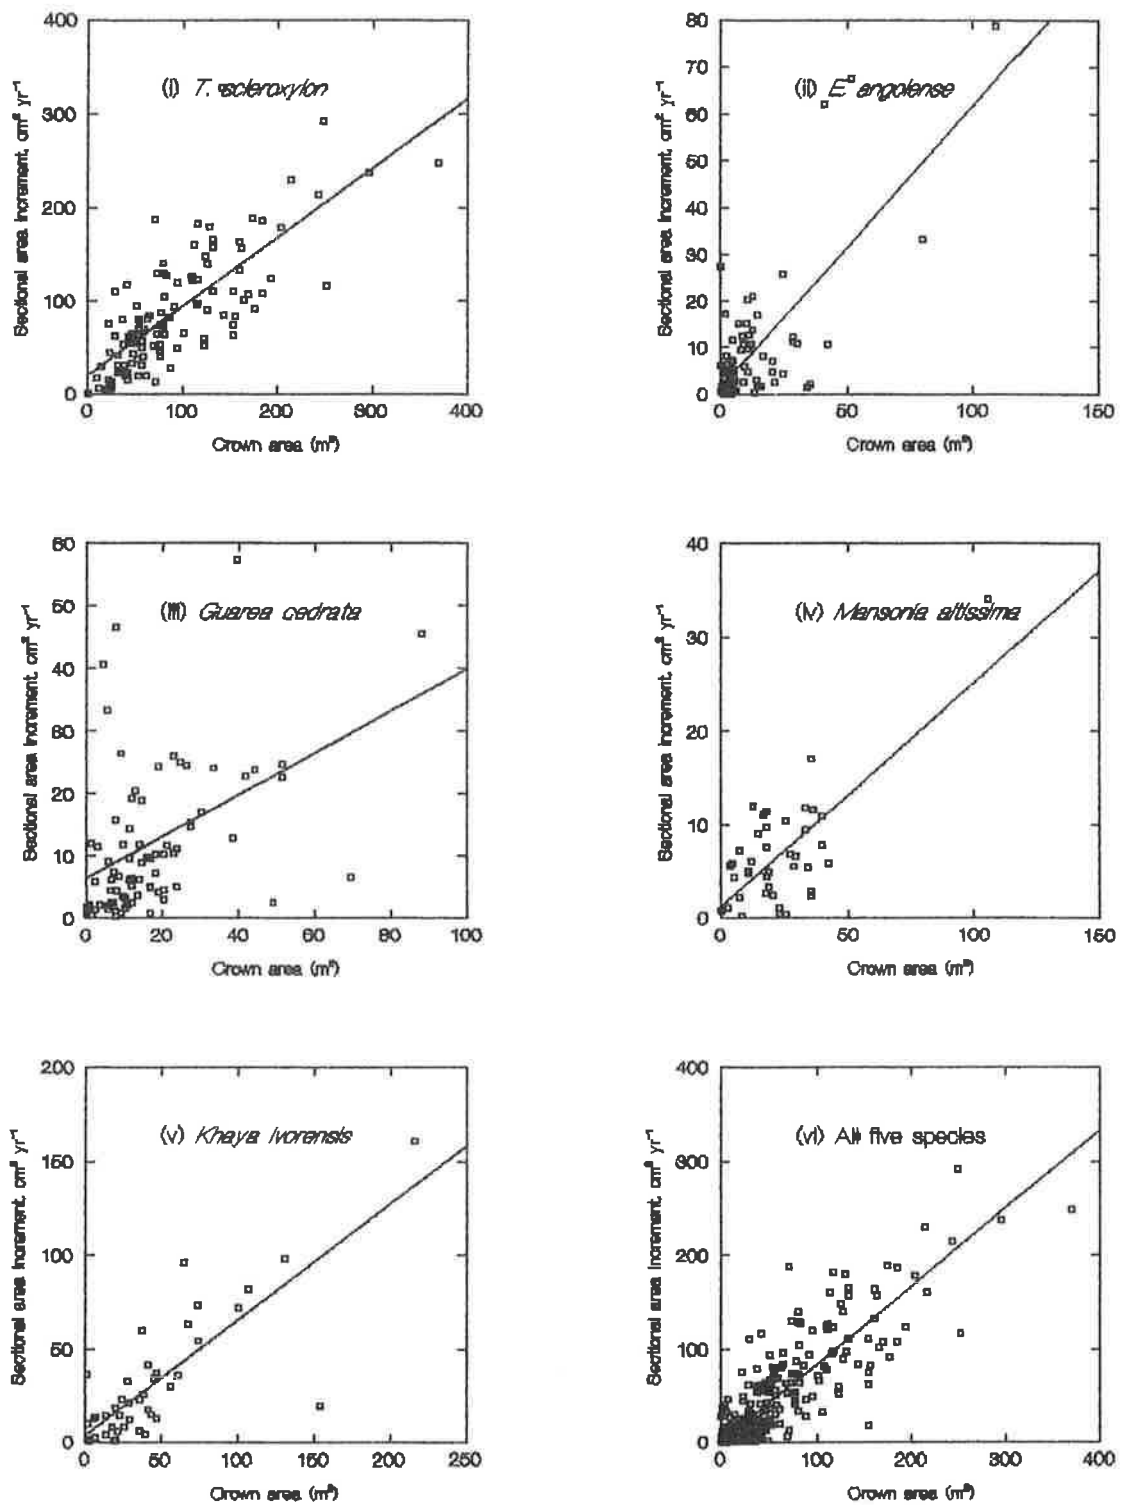 400
300
200
100
0
Sectional area increment, cm² yr⁻¹
(i) T. scleroxylon
0 100 200 300 400
Crown area (m²)
80
70
60
50
40
30
20
10
0
Sectional area increment, cm² yr⁻¹
(ii) E. angolense
0 50 100 150
Crown area (m²)
60
50
40
30
20
10
0
Sectional area increment, cm² yr⁻¹
(iii) Guarea cedrata
0 20 40 60 80 100
Crown area (m²)
40
30
20
10
0
Sectional area increment, cm² yr⁻¹
(iv) Mansonia altissima
0 50 100 150
Crown area (m²)
200
150
100
50
0
Sectional area increment, cm² yr⁻¹
(v) Khaya ivorensis
0 50 100 150 200 250
Crown area (m²)
400
300
200
100
0
Sectional area increment, cm² yr⁻¹
(vi) All five species
0 100 200 300 400
Crown area (m²)